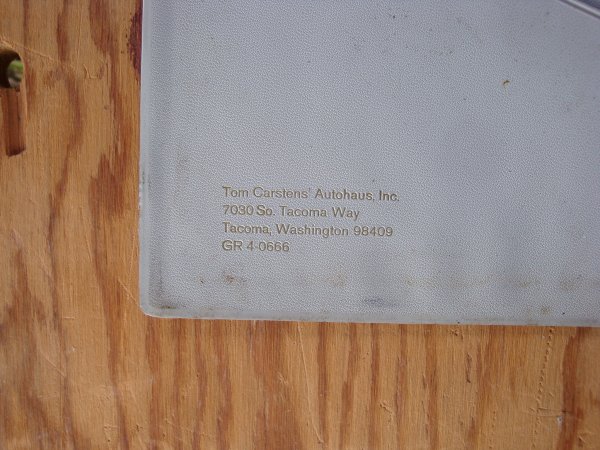 Tom Carstens' Autohaus, Inc.
7030 So. Tacoma Way
Tacoma, Washington 98409
GR 4-0666